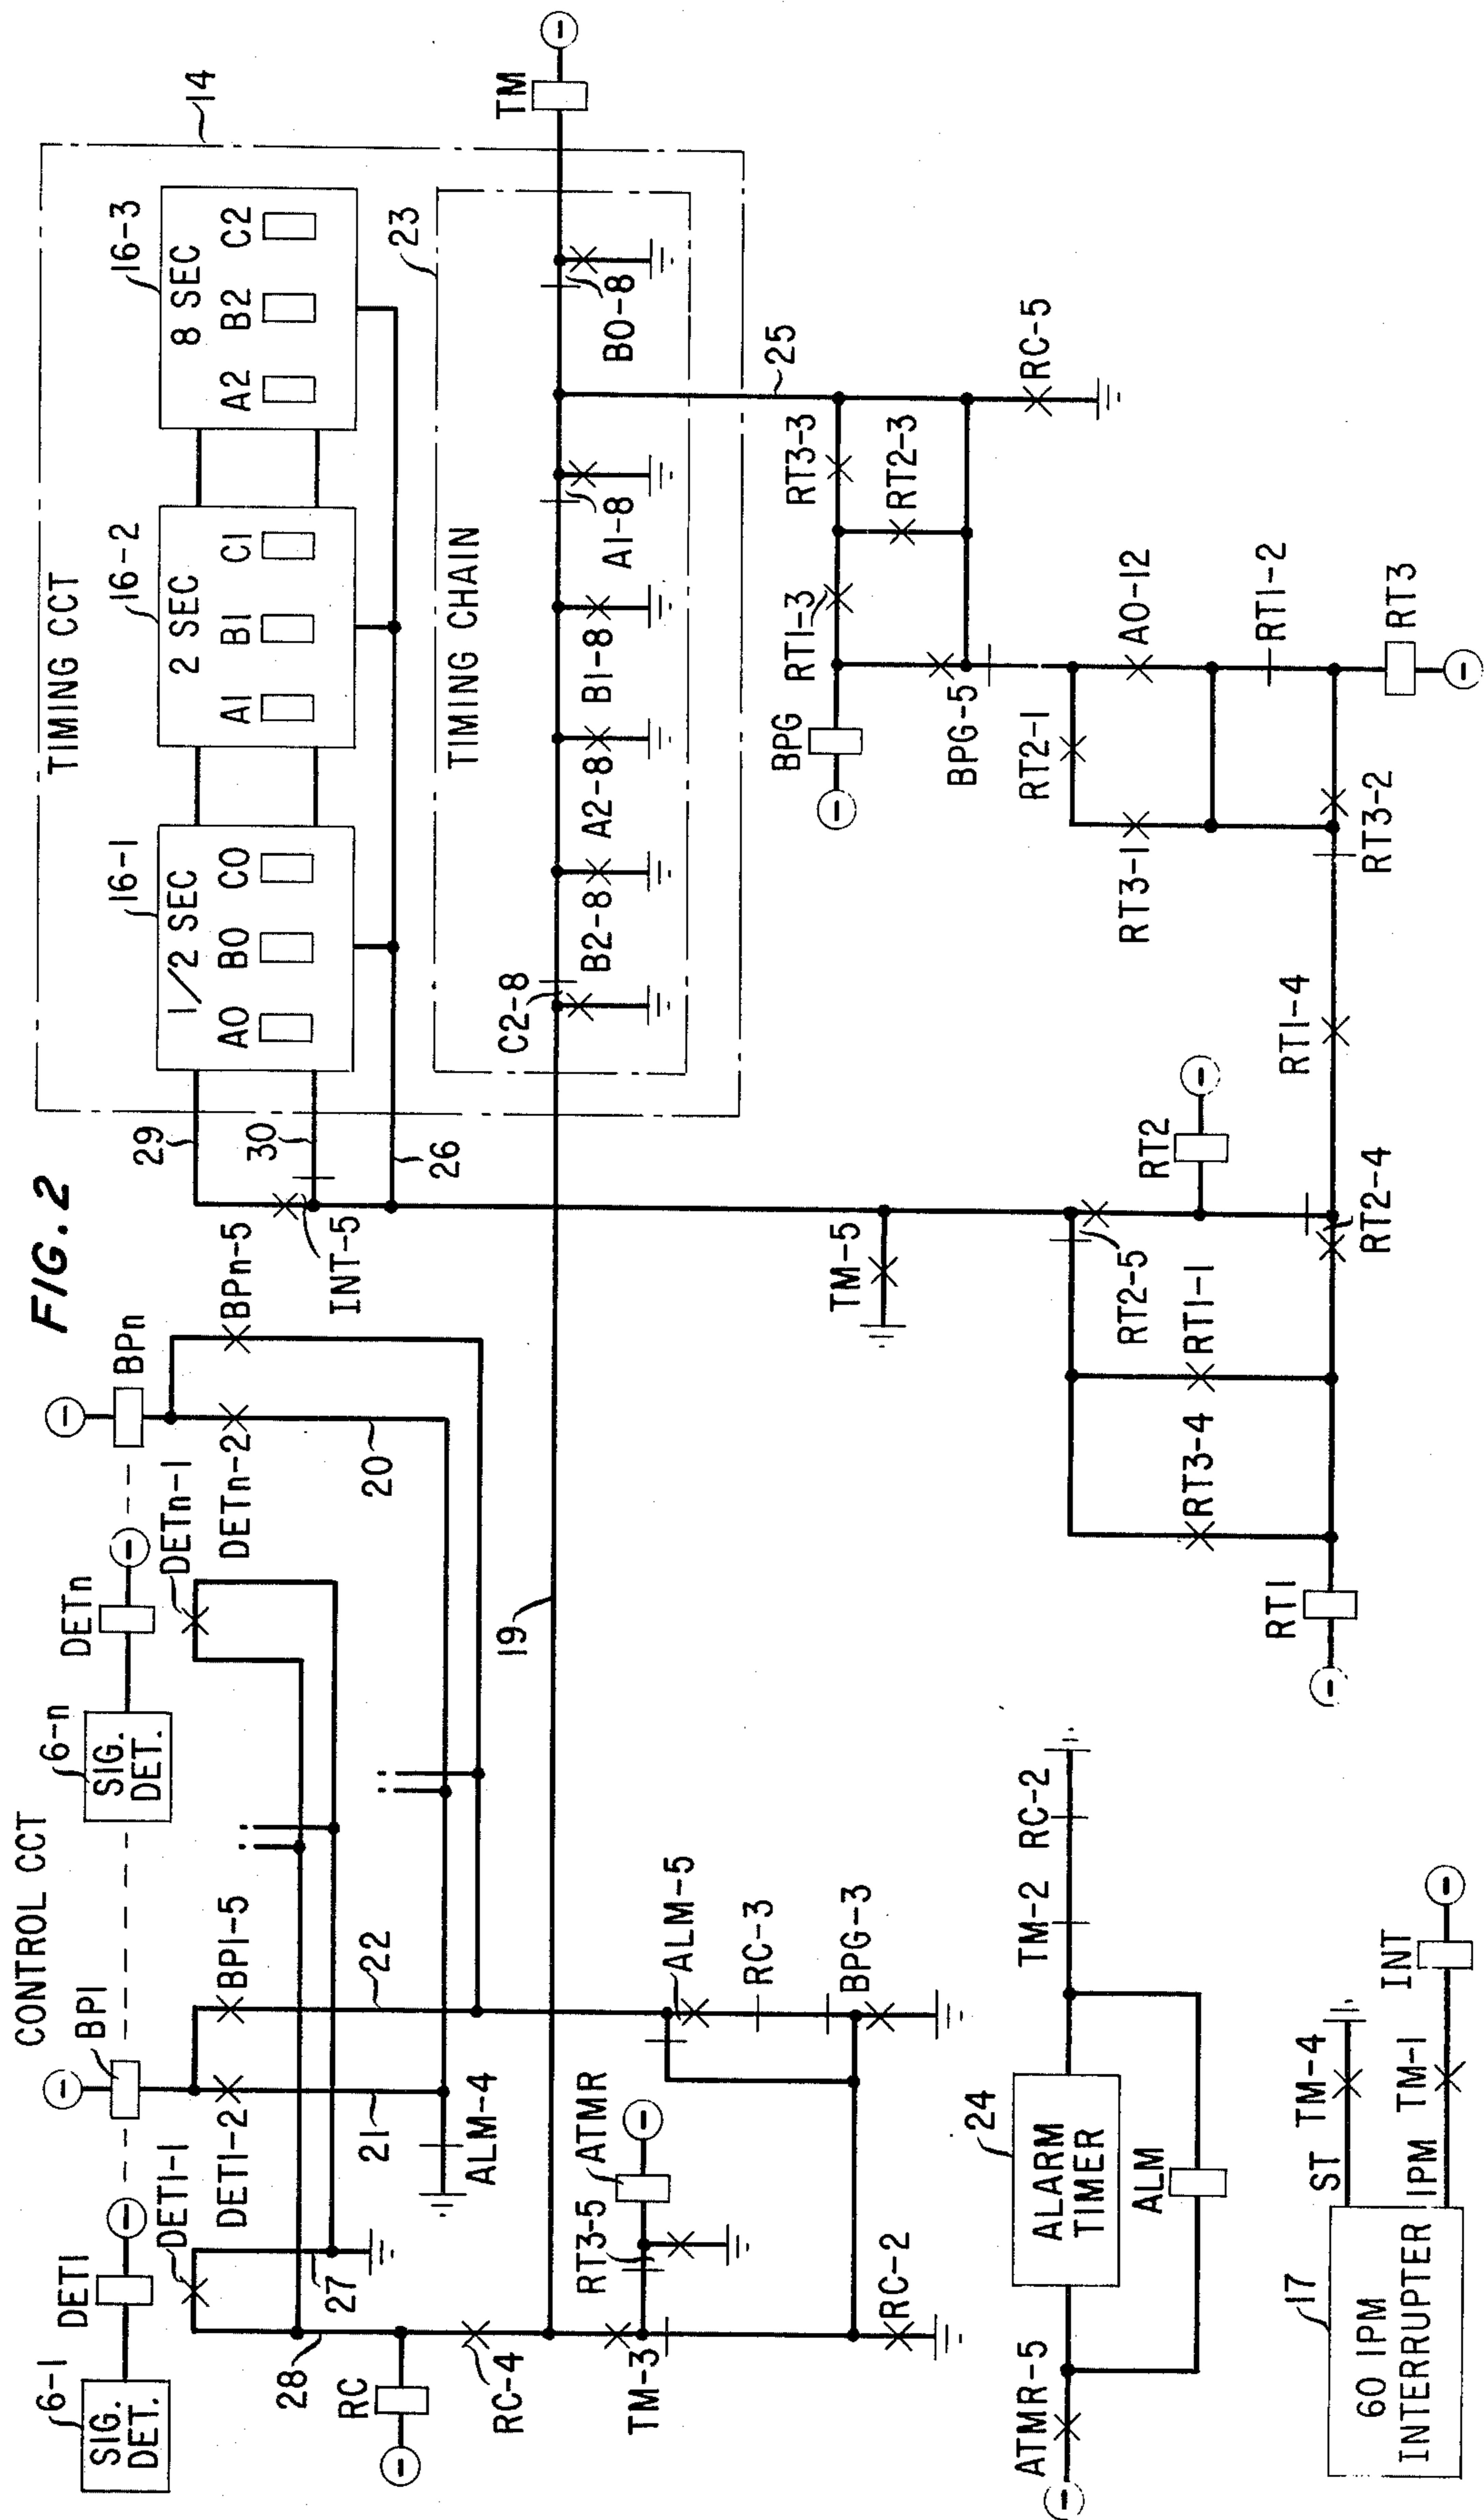 FIG. 2
CONTROL CCT
6-1
SIG.
DET.
DET1
DET1-1
BP1
DET1-2
BP1-5
21
22
27
28
RC
RC-4
ALM-4
6-n
SIG.
DET.
DETn
DETn-1
BPn
DETn-2
BPn-5
20
19
TM-3
RT3-5
ATMR
RC-2
ALM-5
RC-3
BPG-3
ATMR-5
24
ALARM
TIMER
ALM
TM-2
RC-2
17
60 IPM
INTERRUPTER
ST
TM-4
IPM
TM-1
INT
TIMING CCT
14
29
30
26
INT-5
16-1
1/2 SEC
A0 B0 C0
16-2
2 SEC
A1 B1 C1
16-3
8 SEC
A2 B2 C2
TIMING CHAIN
23
C2-8
B2-8
A2-8
B1-8
A1-8
B0-8
TM
25
TM-5
RT2-5
RT1-1
RT3-4
RT1
RT2
RT2-4
RT1-4
RT3-2
RT3-1
RT2-1
BPG
BPG-5
RT1-3
RT3-3
RT2-3
RC-5
A0-12
RT1-2
RT3